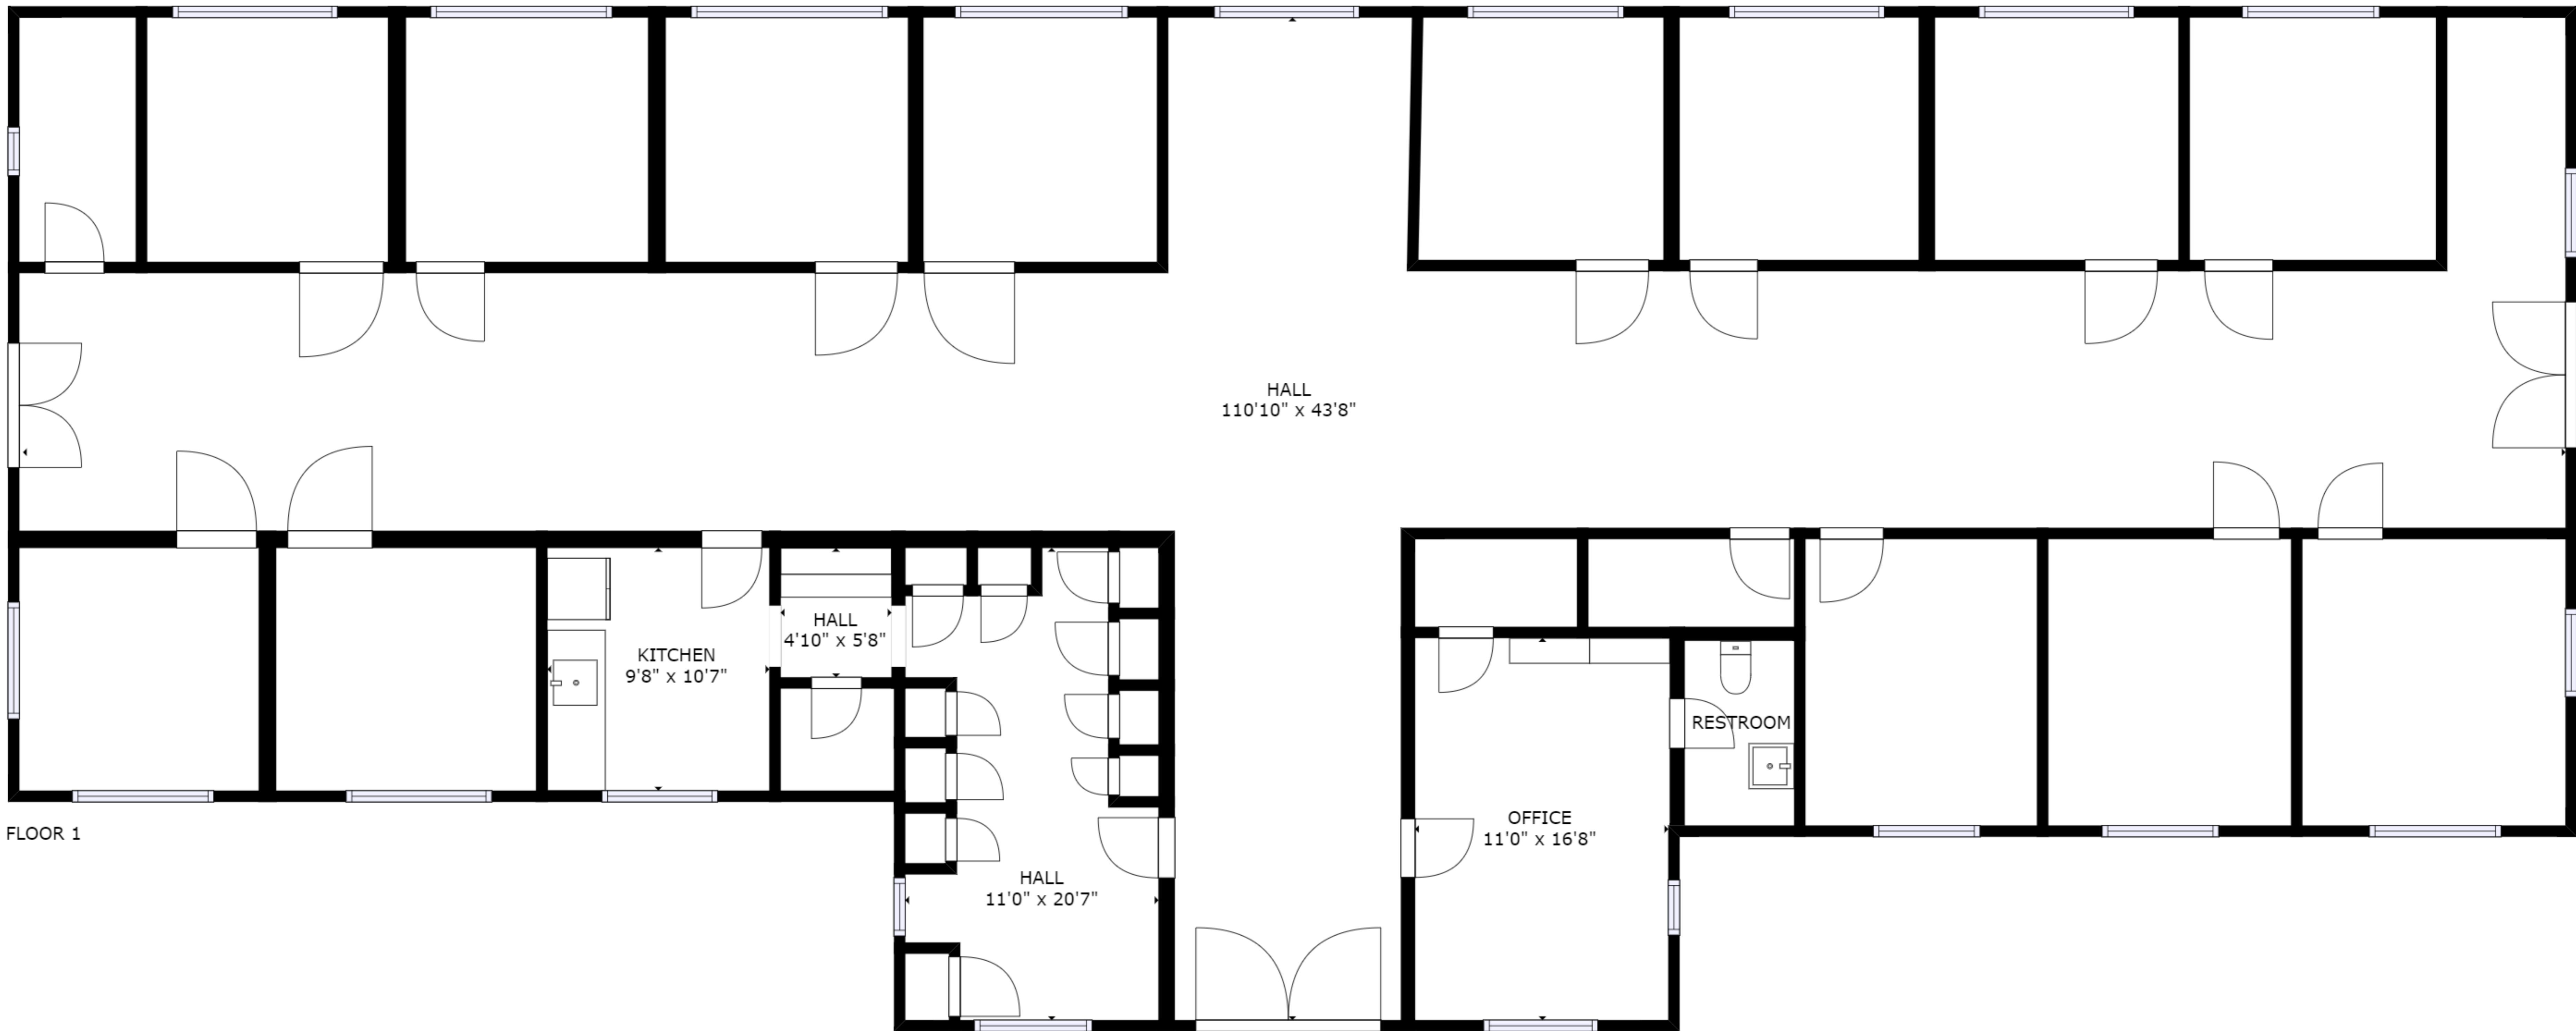 HALL
110'10" x 43'8"
HALL
4'10" x 5'8"
KITCHEN
9'8" x 10'7"
RESTROOM
OFFICE
11'0" x 16'8"
FLOOR 1
HALL
11'0" x 20'7"